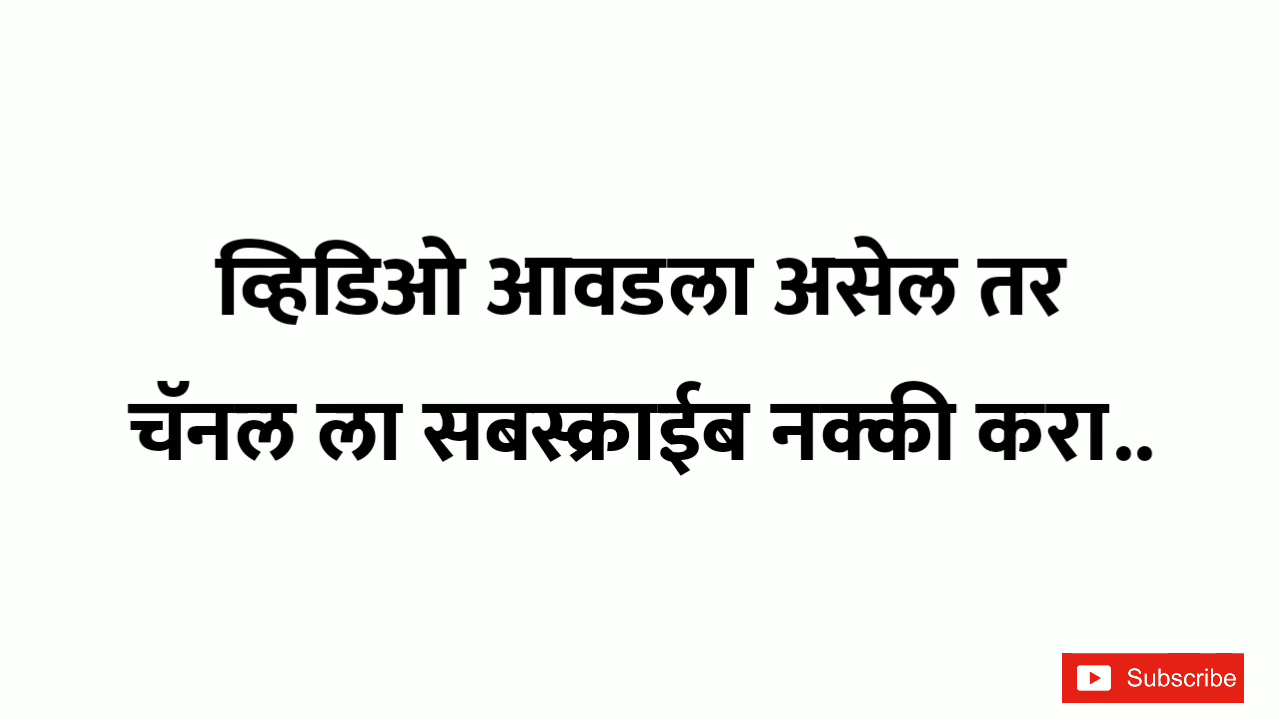 व्हिडिओ आवडला असेल तर
चॅनल ला सबस्क्राईब नक्की करा..
Subscribe